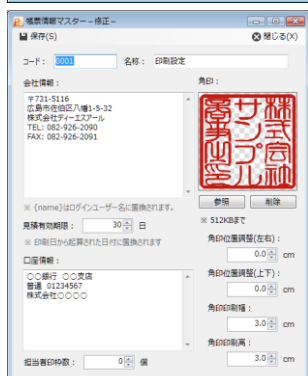 帳票情報マスター－修正－
保存(S)
閉じる(X)
コード： 0001 名称： 印刷設定
会社情報：
〒731-5116
広島市佐伯区八幡1-5-32
株式会社ディーエスアール
TEL: 082-926-2090
FAX: 082-926-2091
※ {name}はログインユーザー名に置換されます。
見積有効期限： 30 日
※ 印刷日から起算された日付に置換されます
口座情報：
○○銀行 ○○支店
普通 01234567
株式会社○○○○
担当者印枠数： 0 個
角印：
株式会社
サンプル
参照 削除
※ 512KBまで
角印位置調整(左右)：
0.0 cm
角印位置調整(上下)：
0.0 cm
角印印刷幅：
3.0 cm
角印印刷高：
3.0 cm